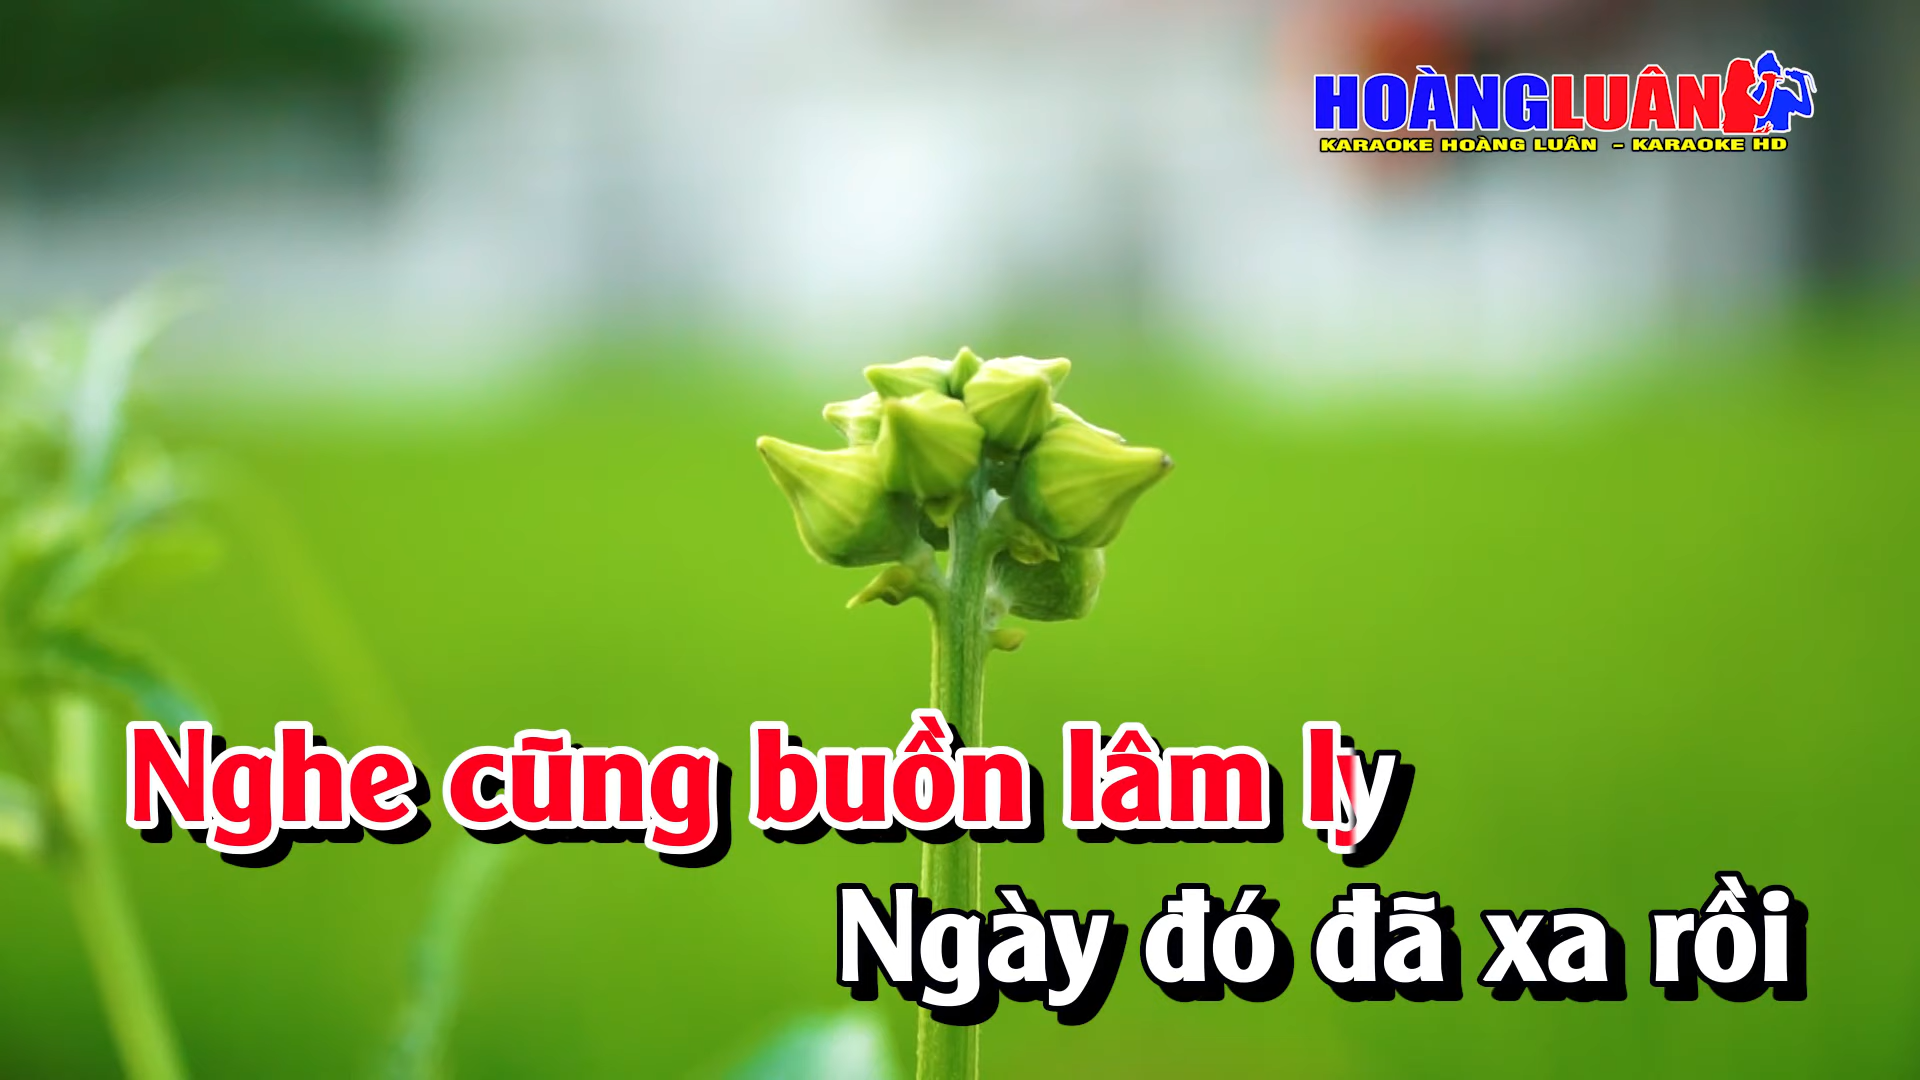 HOÀNGLUÂN
KARAOKE HOÀNG LUÂN - KARAOKE HD
Nghe cũng buồn lâm ly
Ngày đó đã xa rồi